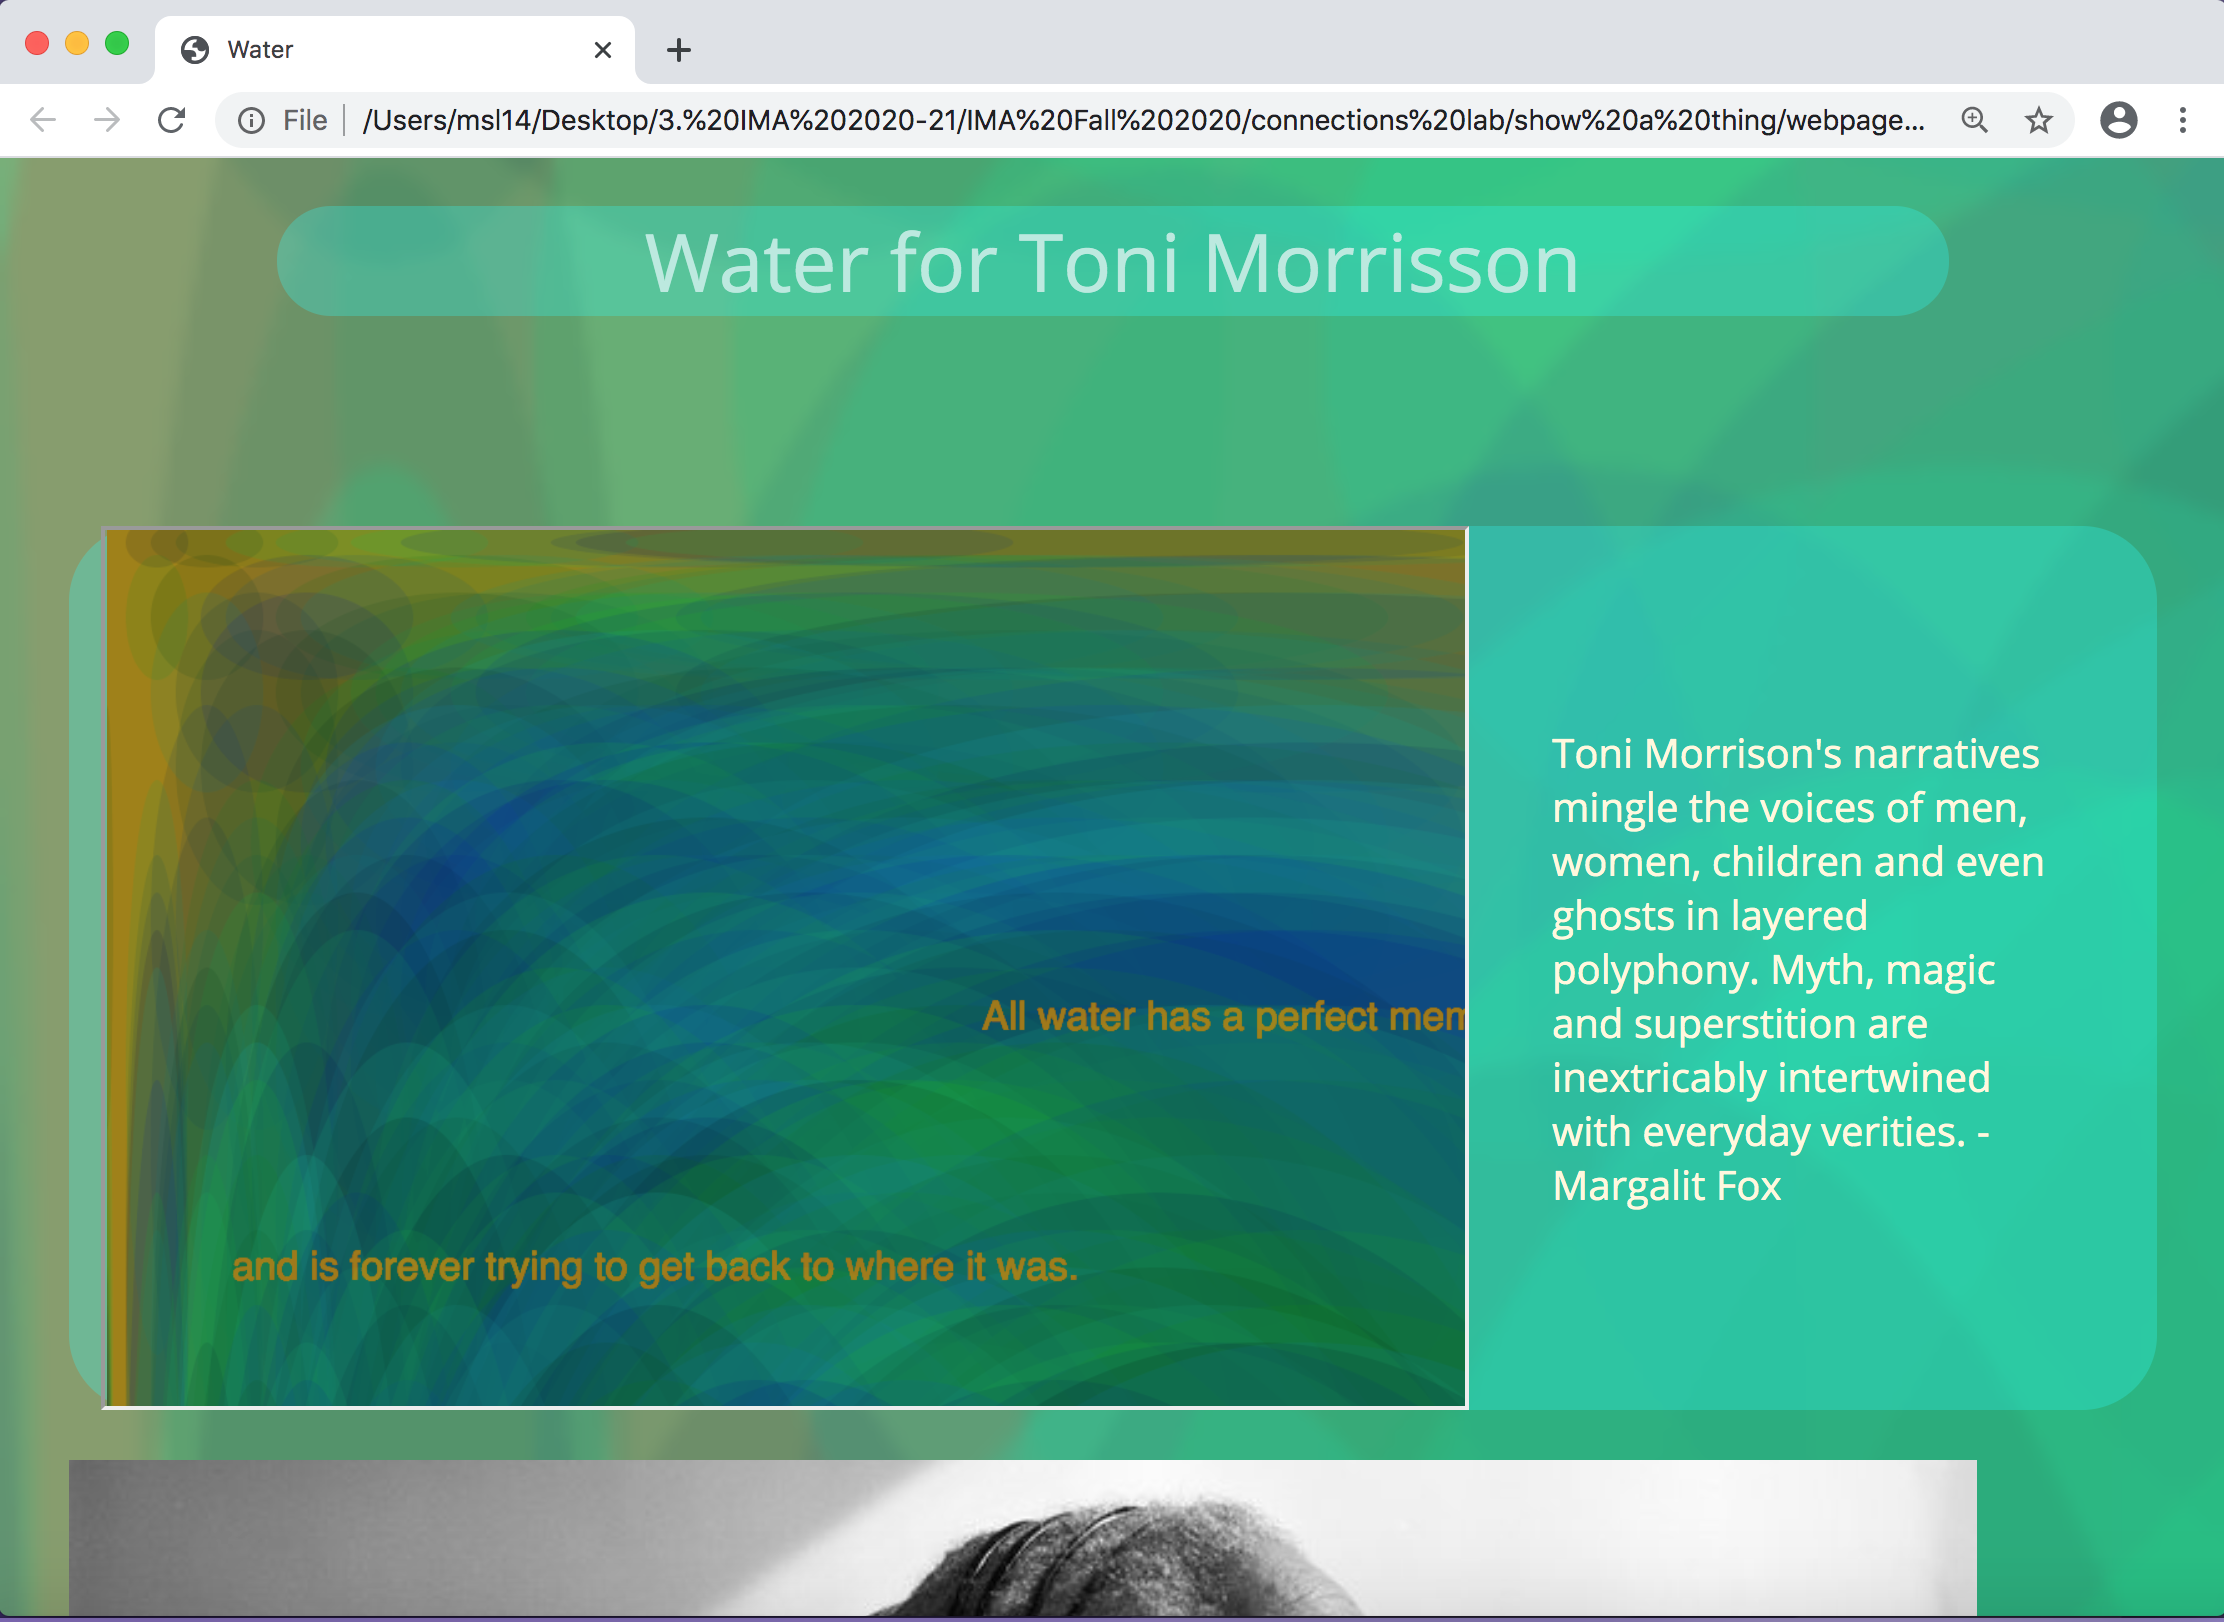 Water
File
/Users/msl14/Desktop/3.%20IMA%202020-21/IMA%20Fall%202020/connections%20lab/show%20a%20thing/webpage...
Water for Toni Morrisson
All water has a perfect mem
and is forever trying to get back to where it was.
Toni Morrison's narratives
mingle the voices of men,
women, children and even
ghosts in layered
polyphony. Myth, magic
and superstition are
inextricably intertwined
with everyday verities. -
Margalit Fox